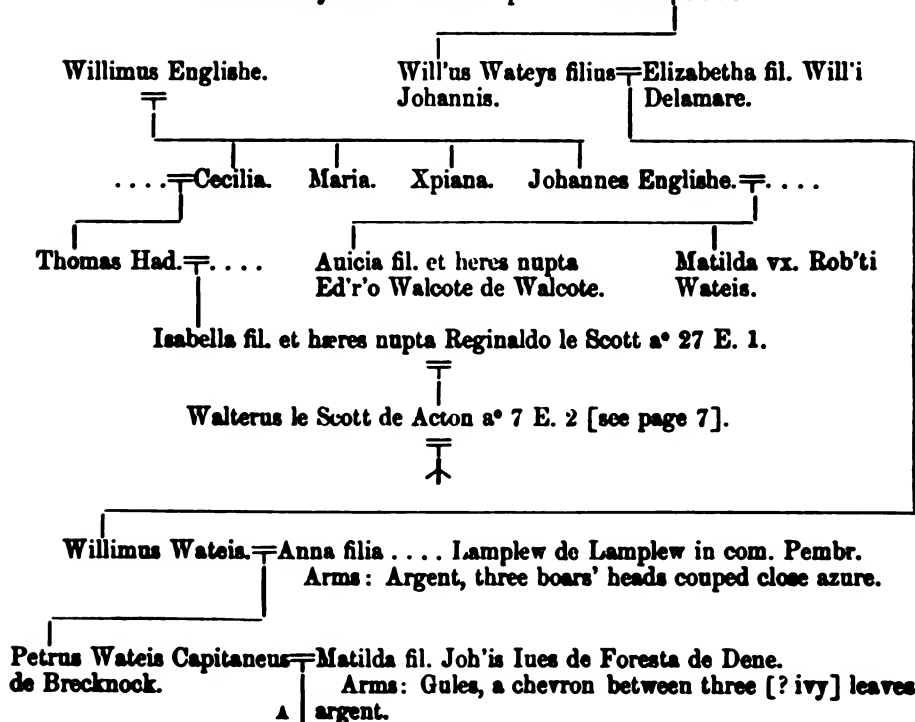 Willimus Englishe.
Will'us Wateys filius=Elizabetha fil. Will'i
Johannis. Delamare.
. . . .=Cecilia. Maria. Xpiana. Johannes Englishe.=. . . .
Thomas Had.=. . . . Auicia fil. et heres nupta Matilda vx. Rob'ti
Ed'r'o Walcote de Walcote. Wateis.
Isabella fil. et hæres nupta Reginaldo le Scott a° 27 E. 1.
Walterus le Scott de Acton a° 7 E. 2 [see page 7].
Willimus Wateis.=Anna filia . . . . Lamplew de Lamplew in com. Pembr.
Arms: Argent, three boars' heads couped close azure.
Petrus Wateis Capitaneus=Matilda fil. Joh'is Iues de Foresta de Dene.
de Brecknock. Arms: Gules, a chevron between three [? ivy] leaves
A argent.